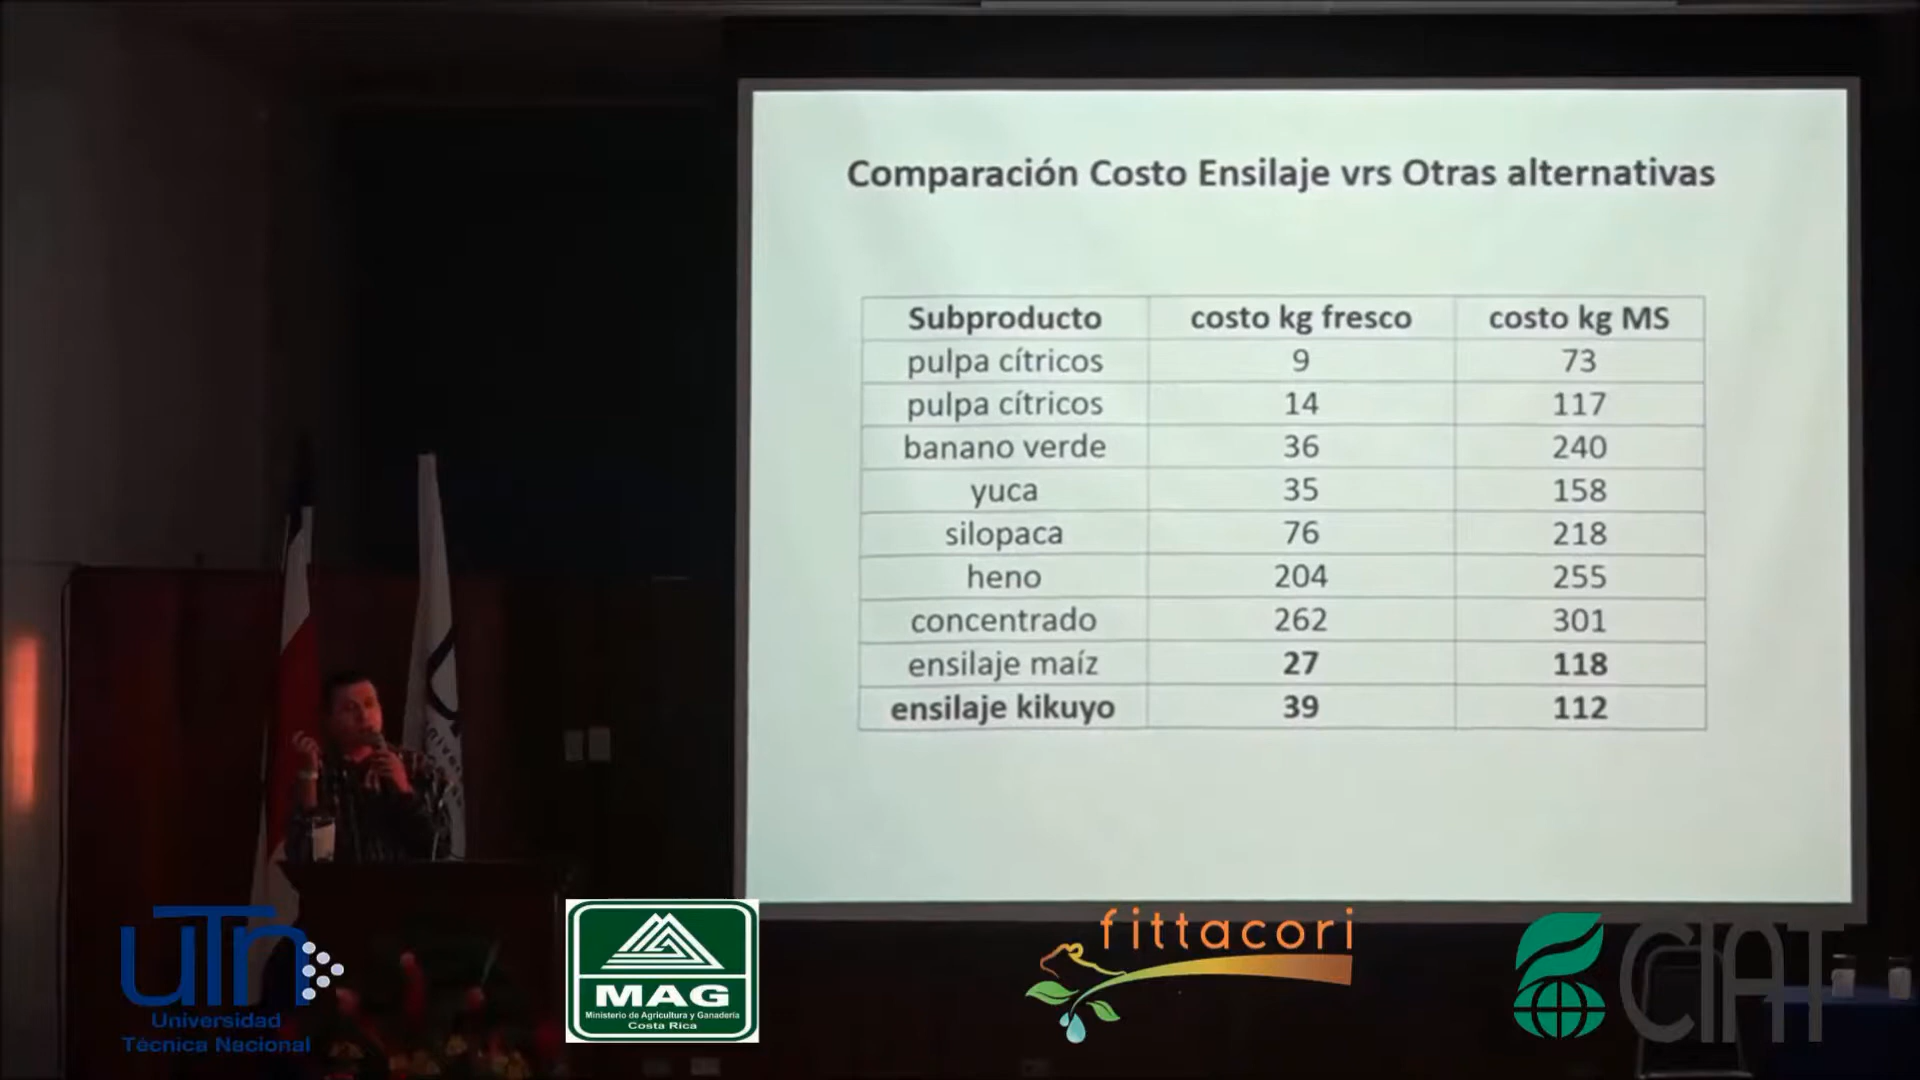 Comparación Costo Ensilaje vrs Otras alternativas
Subproducto costo kg fresco costo kg MS
pulpa cítricos 9 73
pulpa cítricos 14 117
banano verde 36 240
yuca 35 158
silopaca 76 218
heno 204 255
concentrado 262 301
ensilaje maíz 27 118
ensilaje kikuyo 39 112
uTn
Universidad
Técnica Nacional
MAG
Ministerio de Agricultura y Ganadería
Costa Rica
fittacori
CIAT